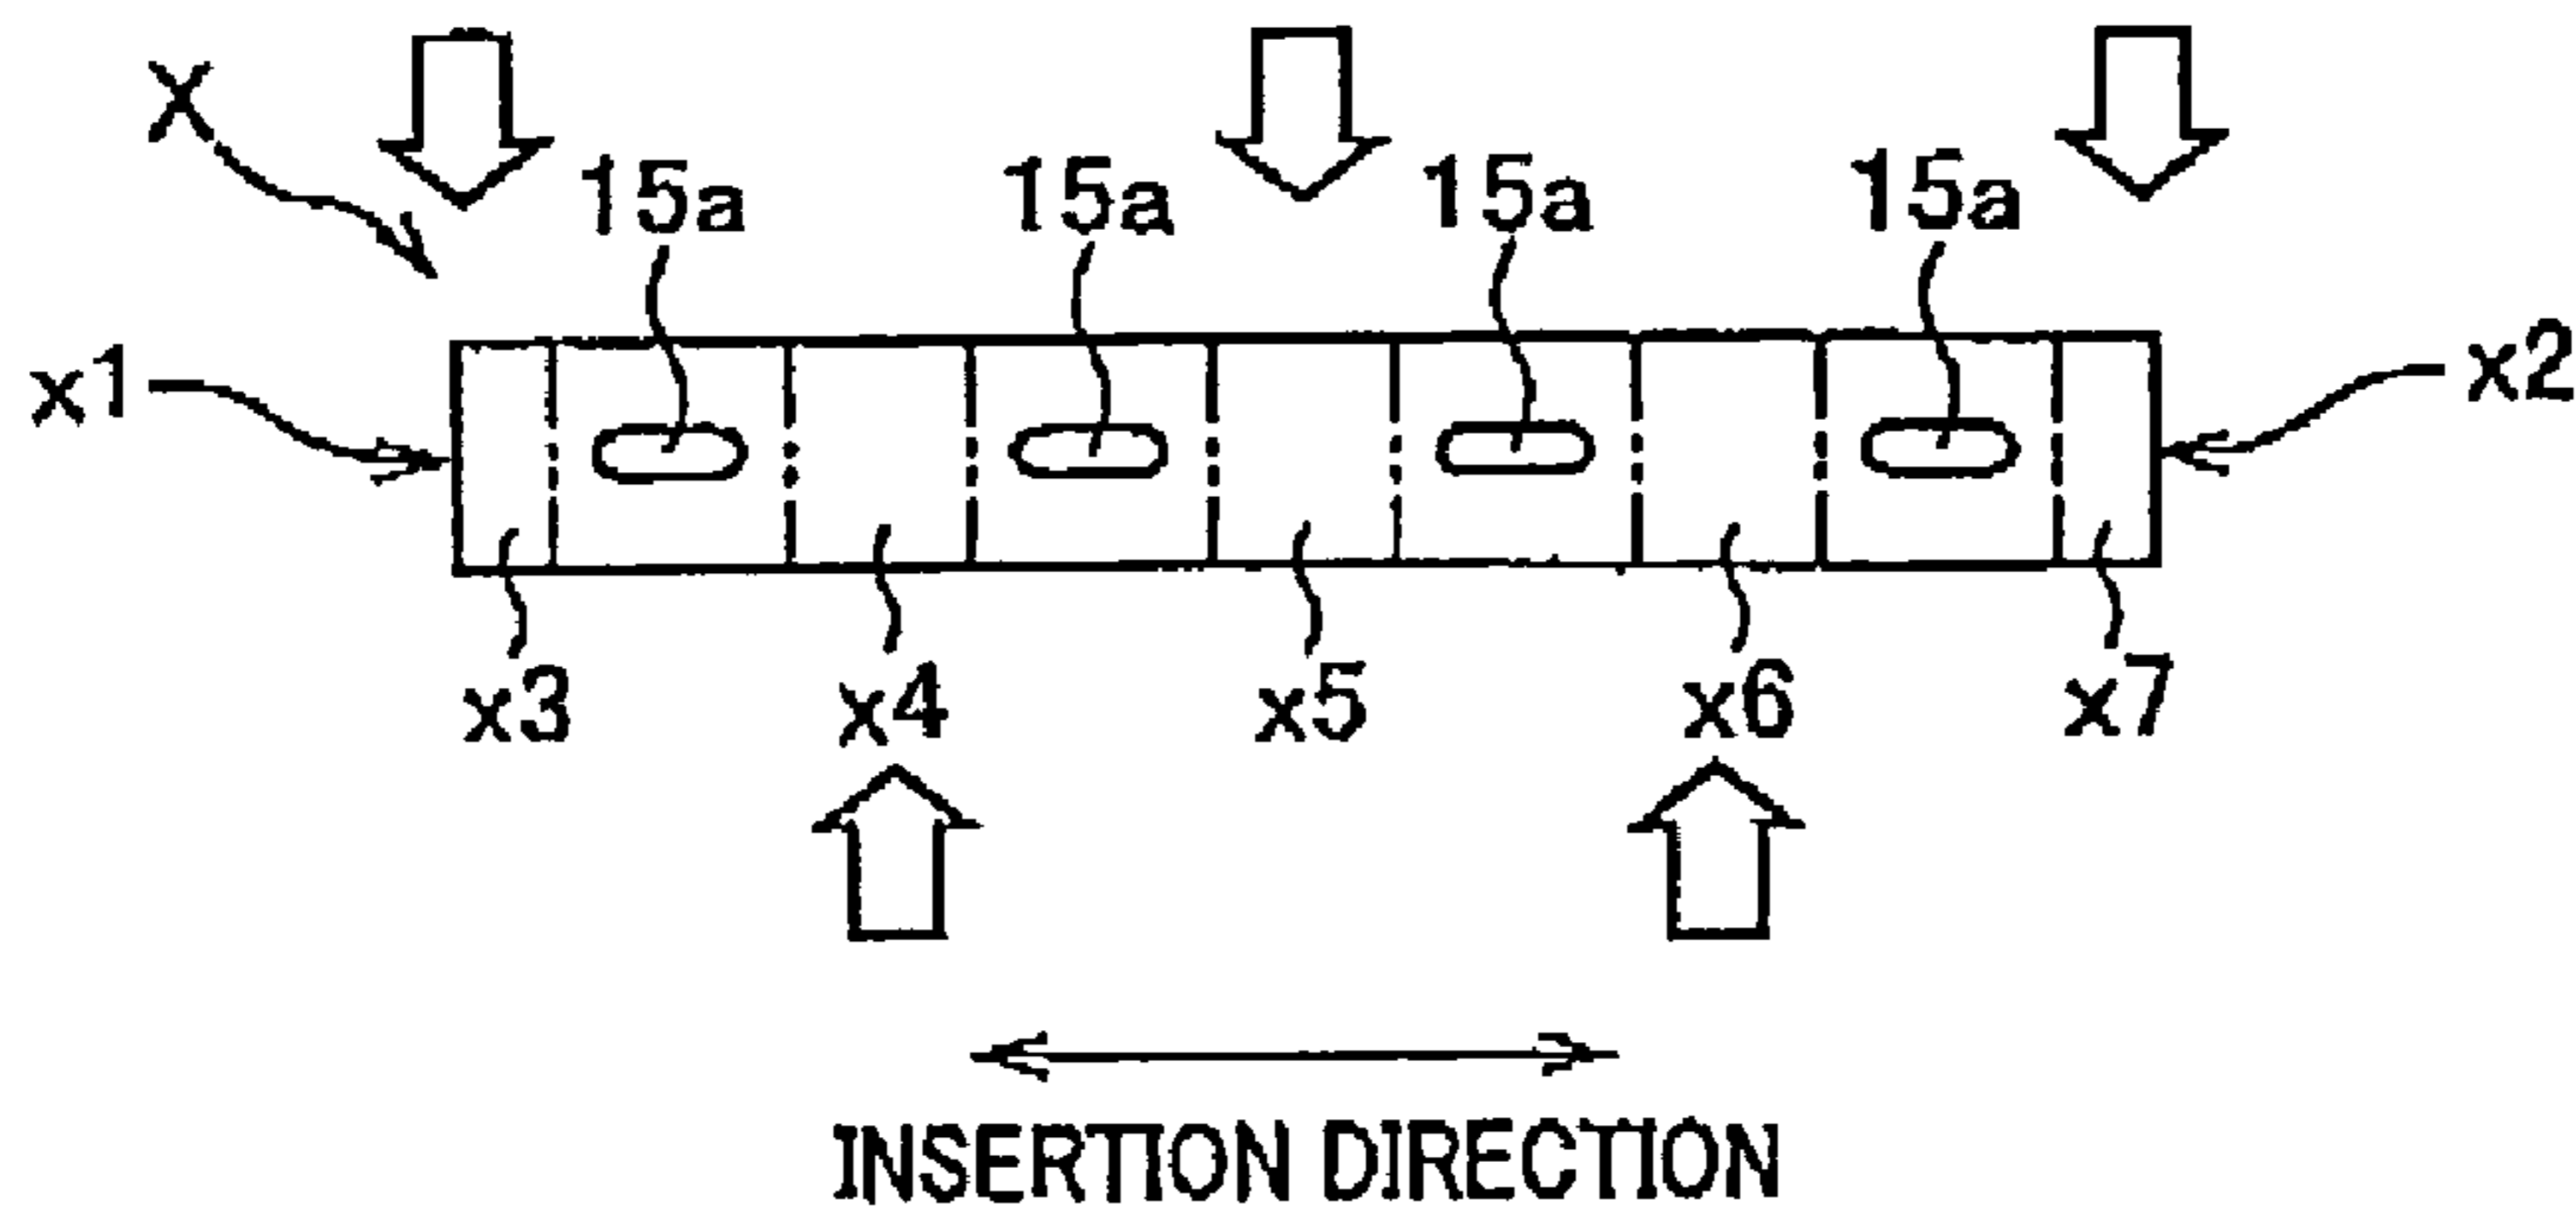 X
15a 15a 15a 15a
x1 x2
x3 x4 x5 x6 x7
INSERTION DIRECTION